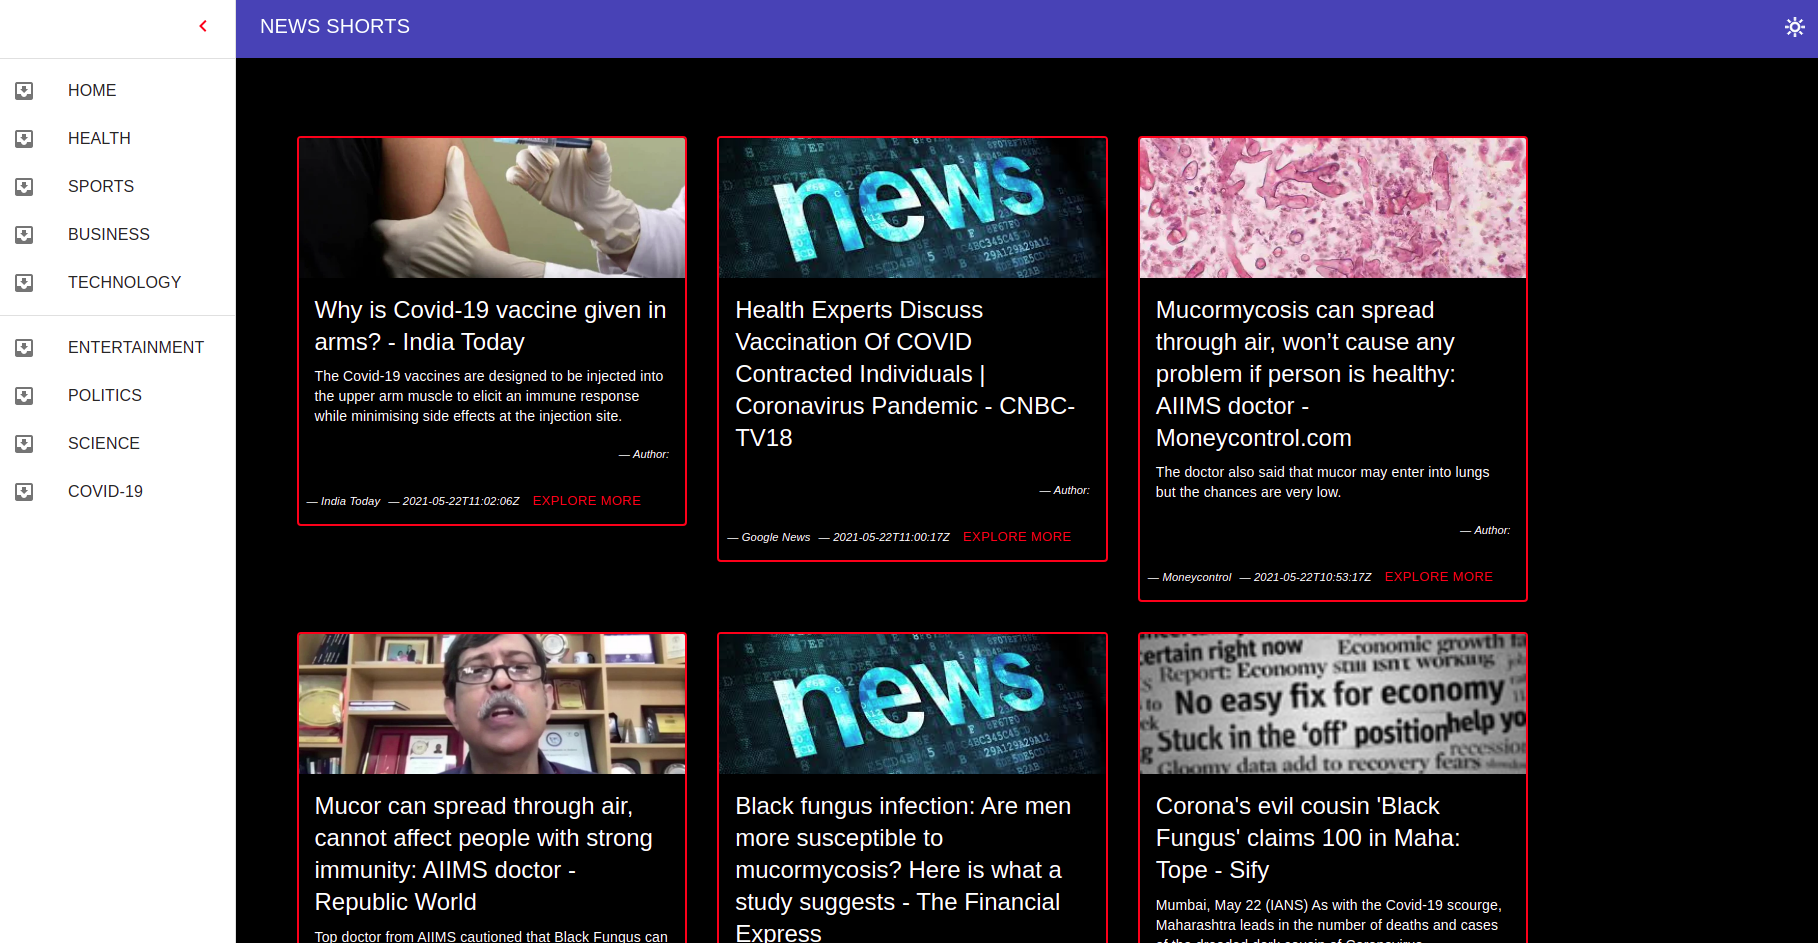 NEWS SHORTS
HOME
HEALTH
SPORTS
BUSINESS
TECHNOLOGY
ENTERTAINMENT
POLITICS
SCIENCE
COVID-19
Why is Covid-19 vaccine given in
arms? - India Today
The Covid-19 vaccines are designed to be injected into
the upper arm muscle to elicit an immune response
while minimising side effects at the injection site.
— Author:
— India Today — 2021-05-22T11:02:06Z EXPLORE MORE
news
Health Experts Discuss
Vaccination Of COVID
Contracted Individuals |
Coronavirus Pandemic - CNBC-
TV18
— Author:
— Google News — 2021-05-22T11:00:17Z EXPLORE MORE
Mucormycosis can spread
through air, won’t cause any
problem if person is healthy:
AIIMS doctor -
Moneycontrol.com
The doctor also said that mucor may enter into lungs
but the chances are very low.
— Author:
— Moneycontrol — 2021-05-22T10:53:17Z EXPLORE MORE
Mucor can spread through air,
cannot affect people with strong
immunity: AIIMS doctor -
Republic World
Top doctor from AIIMS cautioned that Black Fungus can
news
Black fungus infection: Are men
more susceptible to
mucormycosis? Here is what a
study suggests - The Financial
Express
right now Economic growth
Report: Economy still isn't working
to No easy fix for economy
Stuck in the ‘off’ position help
recession
Gloomy data add to recovery fears
Corona's evil cousin 'Black
Fungus' claims 100 in Maha:
Tope - Sify
Mumbai, May 22 (IANS) As with the Covid-19 scourge,
Maharashtra leads in the number of deaths and cases
of the dreaded dark cousin of Coronavirus